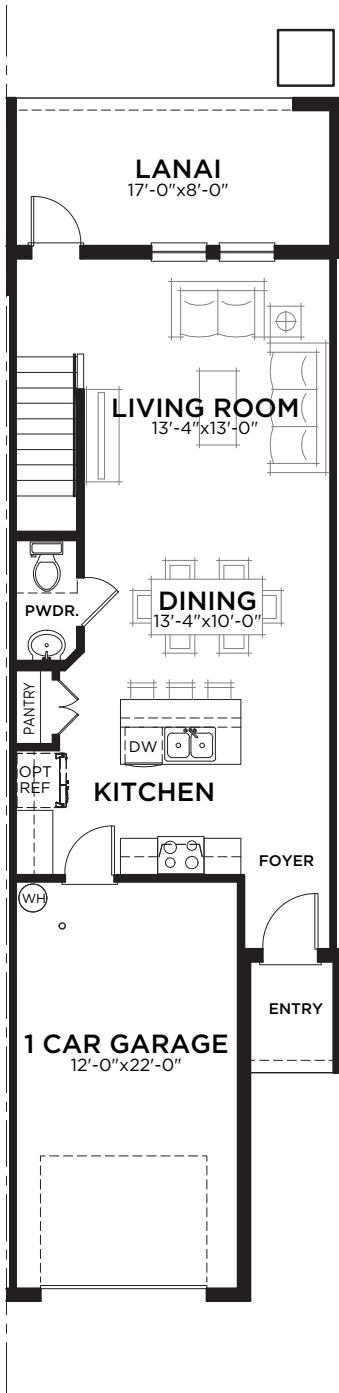 LANAI
17'-0"x8'-0"
LIVING ROOM
13'-4"x13'-0"
PWDR.
DINING
13'-4"x10'-0"
PANTRY
DW
OPT
REF
KITCHEN
FOYER
WH
ENTRY
1 CAR GARAGE
12'-0"x22'-0"